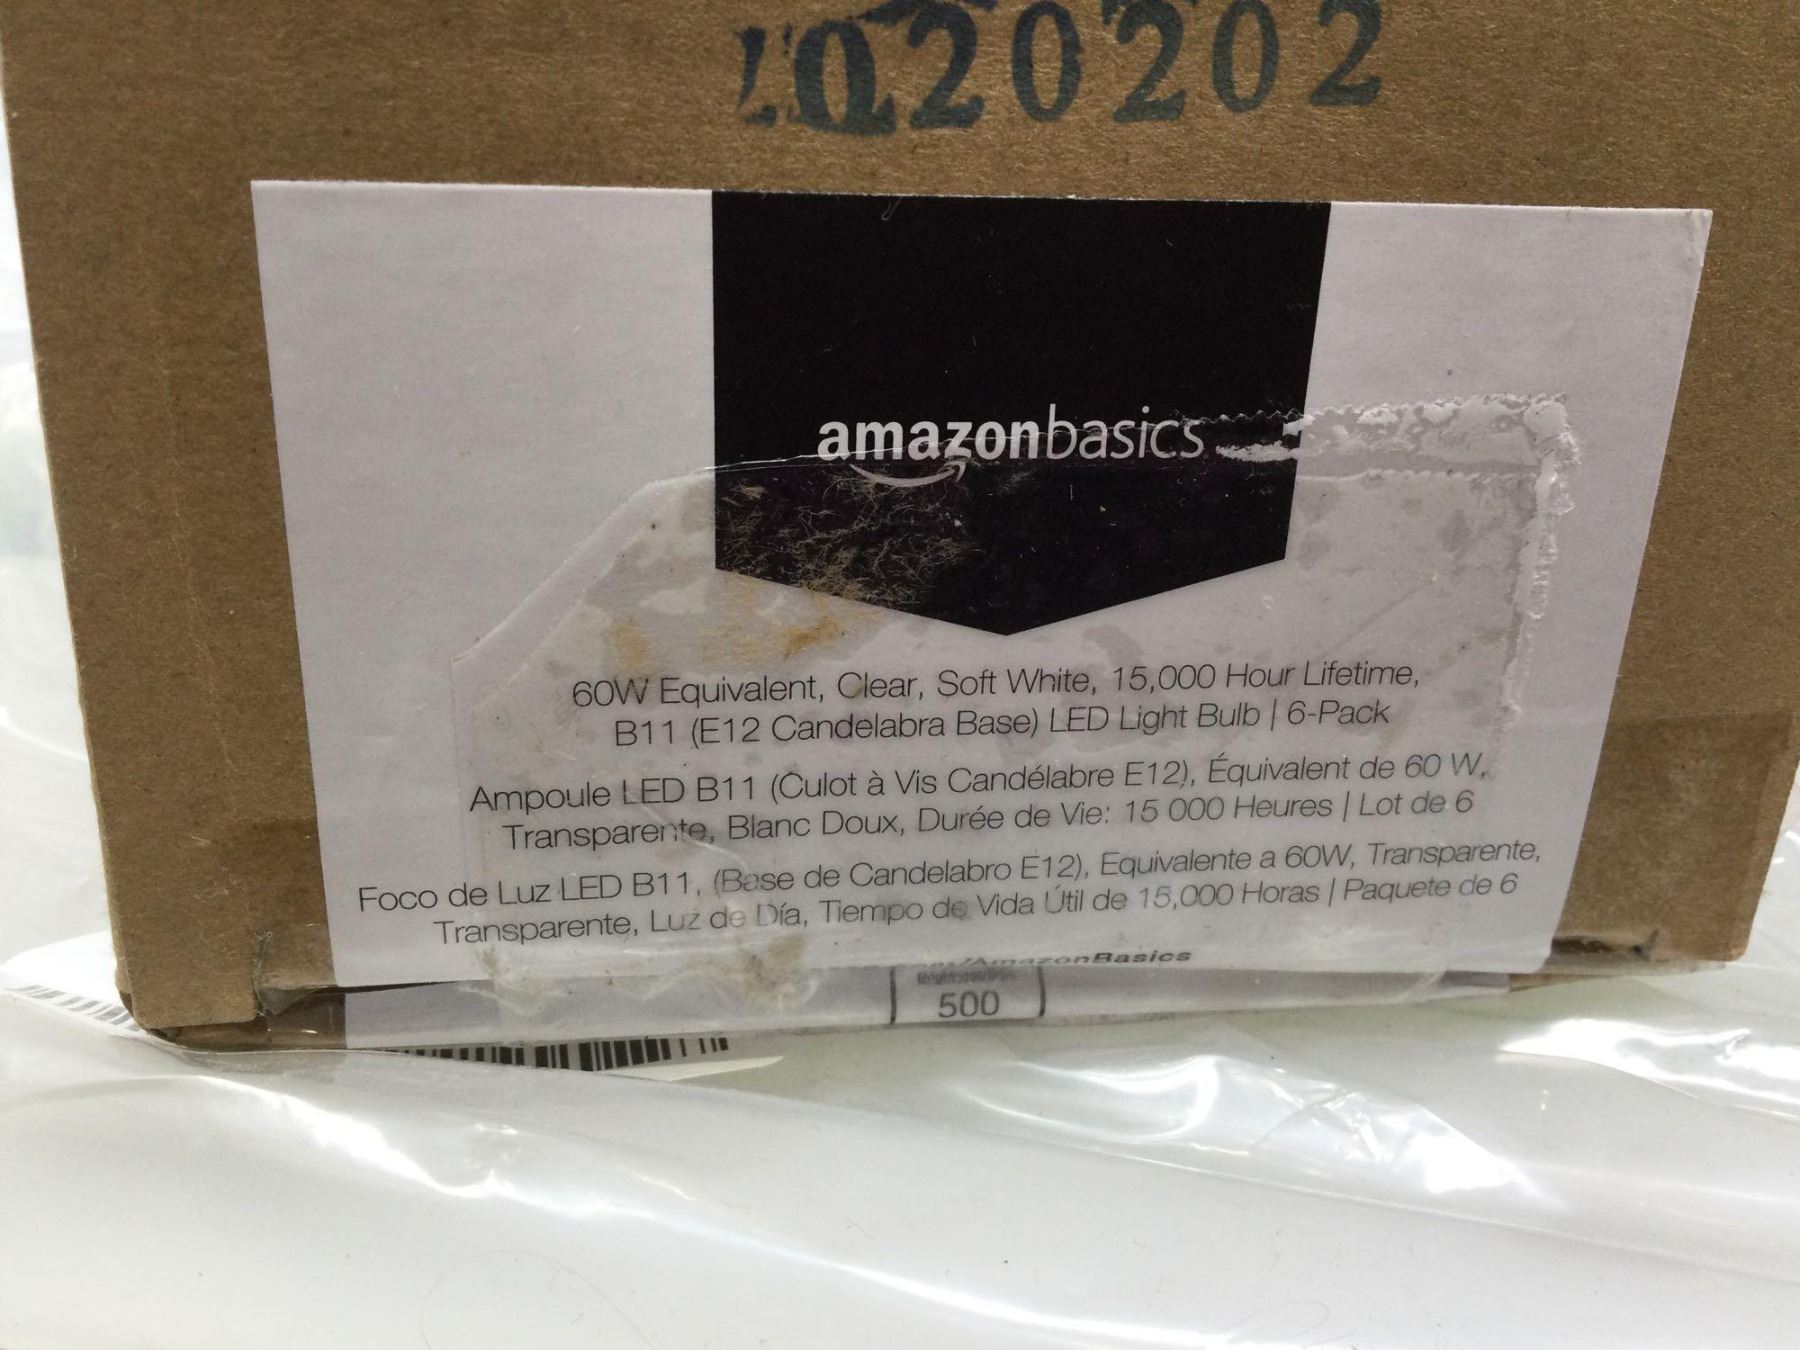 020202
amazonbasics
60W Equivalent, Clear, Soft White, 15,000 Hour Lifetime,
B11 (E12 Candelabra Base) LED Light Bulb | 6-Pack
Ampoule LED B11 (Culot à Vis Candélabre E12), Équivalent de 60 W,
Transparente, Blanc Doux, Durée de Vie: 15 000 Heures | Lot de 6
Foco de Luz LED B11, (Base de Candelabro E12), Equivalente a 60W, Transparente,
Transparente, Luz de Día, Tiempo de Vida Útil de 15,000 Horas | Paquete de 6
/AmazonBasics
500